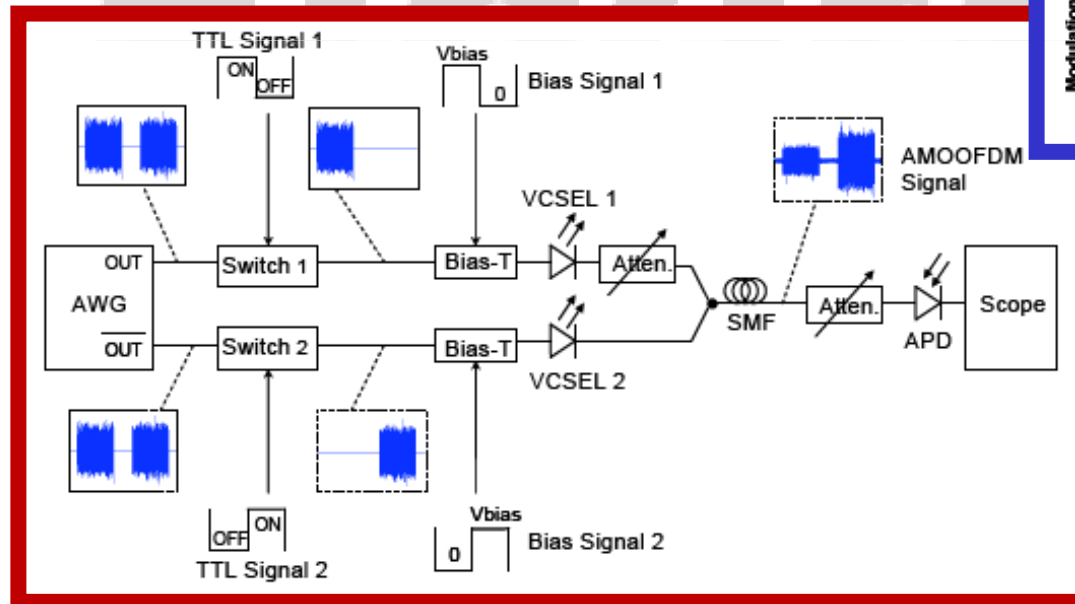 Modulation
TTL Signal 1
ON
OFF
Vbias
0
Bias Signal 1
AMOOFDM
Signal
VCSEL 1
OUT
Switch 1
Bias-T
Atten.
AWG
SMF
Atten.
APD
Scope
OUT
Switch 2
Bias-T
VCSEL 2
OFF
ON
TTL Signal 2
Vbias
0
Bias Signal 2